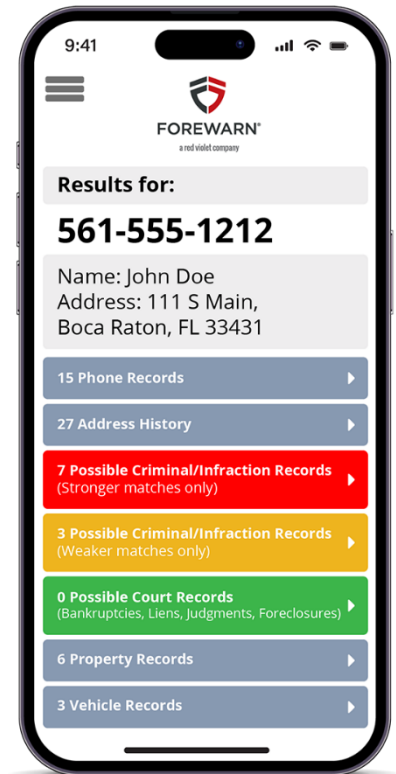 9:41
FOREWARN®
a red violet company
Results for:
561-555-1212
Name: John Doe
Address: 111 S Main,
Boca Raton, FL 33431
15 Phone Records
27 Address History
7 Possible Criminal/Infraction Records
(Stronger matches only)
3 Possible Criminal/Infraction Records
(Weaker matches only)
0 Possible Court Records
(Bankruptcies, Liens, Judgments, Foreclosures)
6 Property Records
3 Vehicle Records